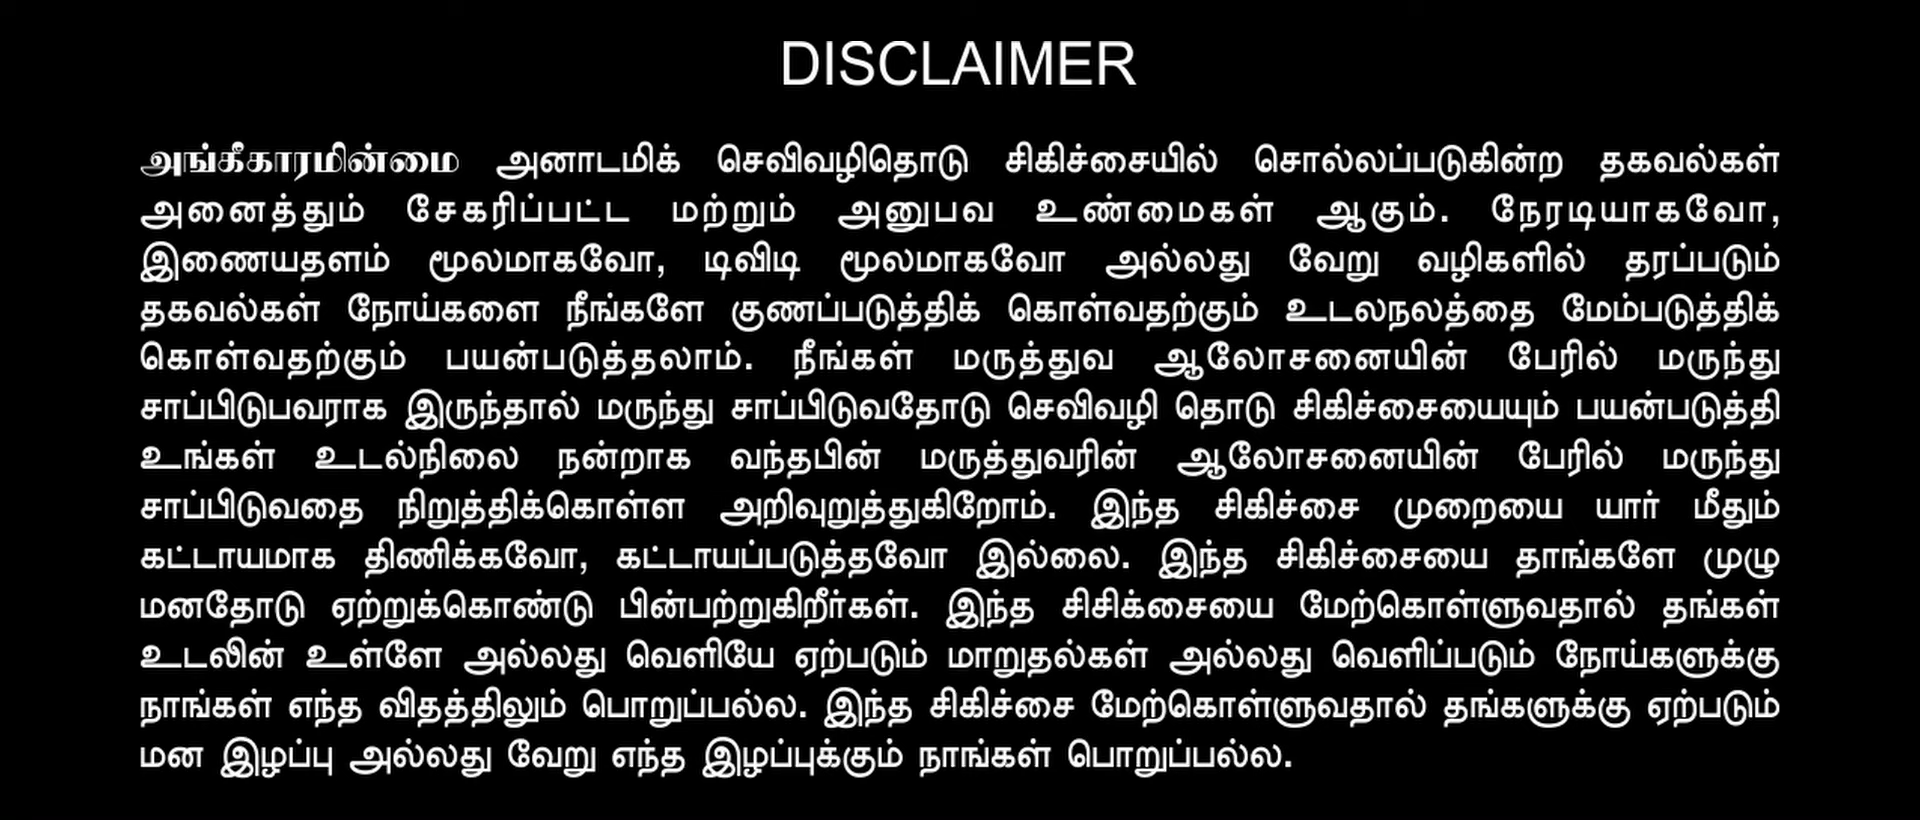 DISCLAIMER
அங்கீகாரமின்மை அனாடமிக் செவிவழிதொடு சிகிச்சையில் சொல்லப்படுகின்ற தகவல்கள்
அனைத்தும் சேகரிப்பட்ட மற்றும் அனுபவ உண்மைகள் ஆகும். நேரடியாகவோ,
இணையதளம் மூலமாகவோ, டிவிடி மூலமாகவோ அல்லது வேறு வழிகளில் தரப்படும்
தகவல்கள் நோய்களை நீங்களே குணப்படுத்திக் கொள்வதற்கும் உடலநலத்தை மேம்படுத்திக்
கொள்வதற்கும் பயன்படுத்தலாம். நீங்கள் மருத்துவ ஆலோசனையின் பேரில் மருந்து
சாப்பிடுபவராக இருந்தால் மருந்து சாப்பிடுவதோடு செவிவழி தொடு சிகிச்சையையும் பயன்படுத்தி
உங்கள் உடல்நிலை நன்றாக வந்தபின் மருத்துவரின் ஆலோசனையின் பேரில் மருந்து
சாப்பிடுவதை நிறுத்திக்கொள்ள அறிவுறுத்துகிறோம். இந்த சிகிச்சை முறையை யார் மீதும்
கட்டாயமாக திணிக்கவோ, கட்டாயப்படுத்தவோ இல்லை. இந்த சிகிச்சையை தாங்களே முழு
மனதோடு ஏற்றுக்கொண்டு பின்பற்றுகிறீர்கள். இந்த சிசிக்சையை மேற்கொள்ளுவதால் தங்கள்
உடலின் உள்ளே அல்லது வெளியே ஏற்படும் மாறுதல்கள் அல்லது வெளிப்படும் நோய்களுக்கு
நாங்கள் எந்த விதத்திலும் பொறுப்பல்ல. இந்த சிகிச்சை மேற்கொள்ளுவதால் தங்களுக்கு ஏற்படும்
மன இழப்பு அல்லது வேறு எந்த இழப்புக்கும் நாங்கள் பொறுப்பல்ல.